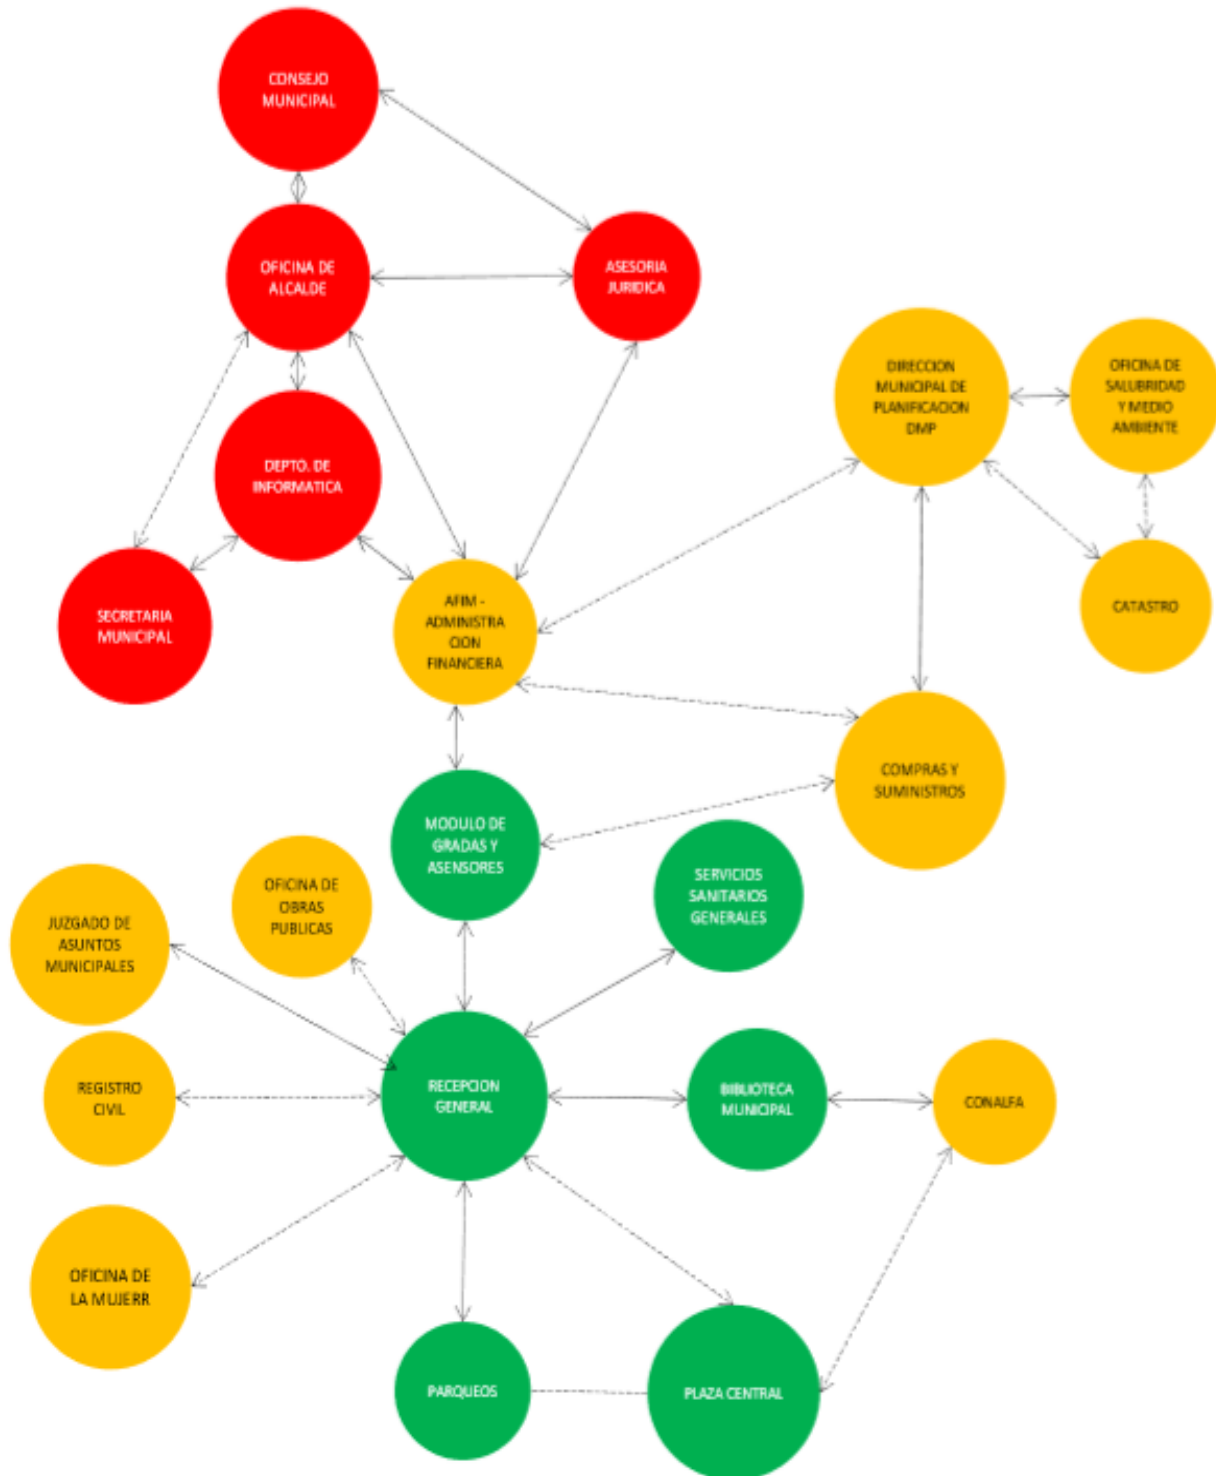 CONSEJO
MUNICIPAL
OFICINA DE
ALCALDE
ASESORIA
JURIDICA
DIRECCION
MUNICIPAL DE
PLANIFICACION
DMP
OFICINA DE
SALUBRIDAD
Y MEDIO
AMBIENTE
DEPTO. DE
INFORMATICA
SECRETARIA
MUNICIPAL
AFIM -
ADMINISTRA
CION
FINANCIERA
CATASTRO
COMPRAS Y
SUMINISTROS
MODULO DE
GRADAS Y
ASENSORES
SERVICIOS
SANITARIOS
GENERALES
OFICINA DE
OBRAS
PUBLICAS
JUZGADO DE
ASUNTOS
MUNICIPALES
REGISTRO
CIVIL
RECEPCION
GENERAL
BIBLIOTECA
MUNICIPAL
CONALFA
OFICINA DE
LA MUJERR
PARQUEOS
PLAZA CENTRAL